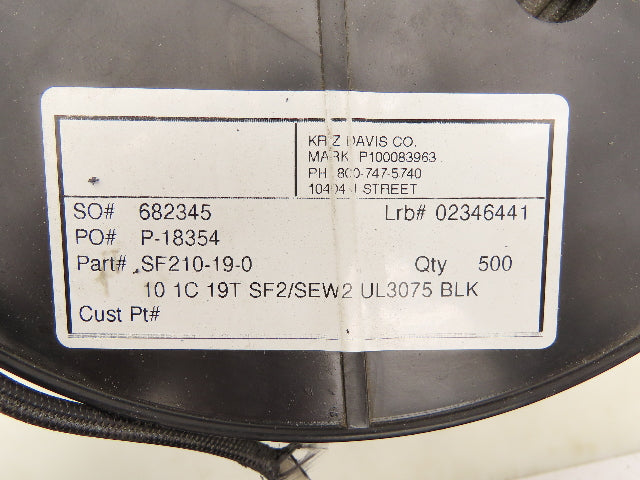 KRIZ DAVIS CO.
MARK P100083963
PH 800-747-5740
10404 J STREET
SO# 682345 Lrb# 02346441
PO# P-18354
Part# SF210-19-0 Qty 500
10 1C 19T SF2/SEW2 UL3075 BLK
Cust Pt#